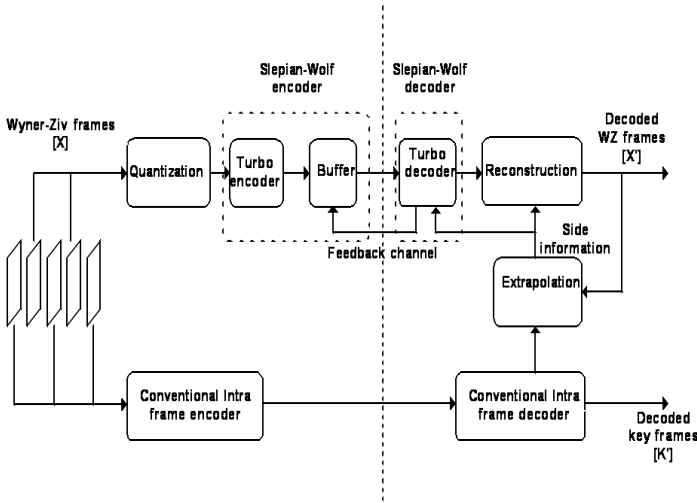 Slepian-Wolf
encoder
Slepian-Wolf
decoder
Wyner-Ziv frames
[X]
Decoded
WZ frames
[X']
Quantization
Turbo
encoder
Buffer
Turbo
decoder
Reconstruction
Side
information
Feedback channel
Extrapolation
Conventional Intra
frame encoder
Conventional Intra
frame decoder
Decoded
key frames
[K']